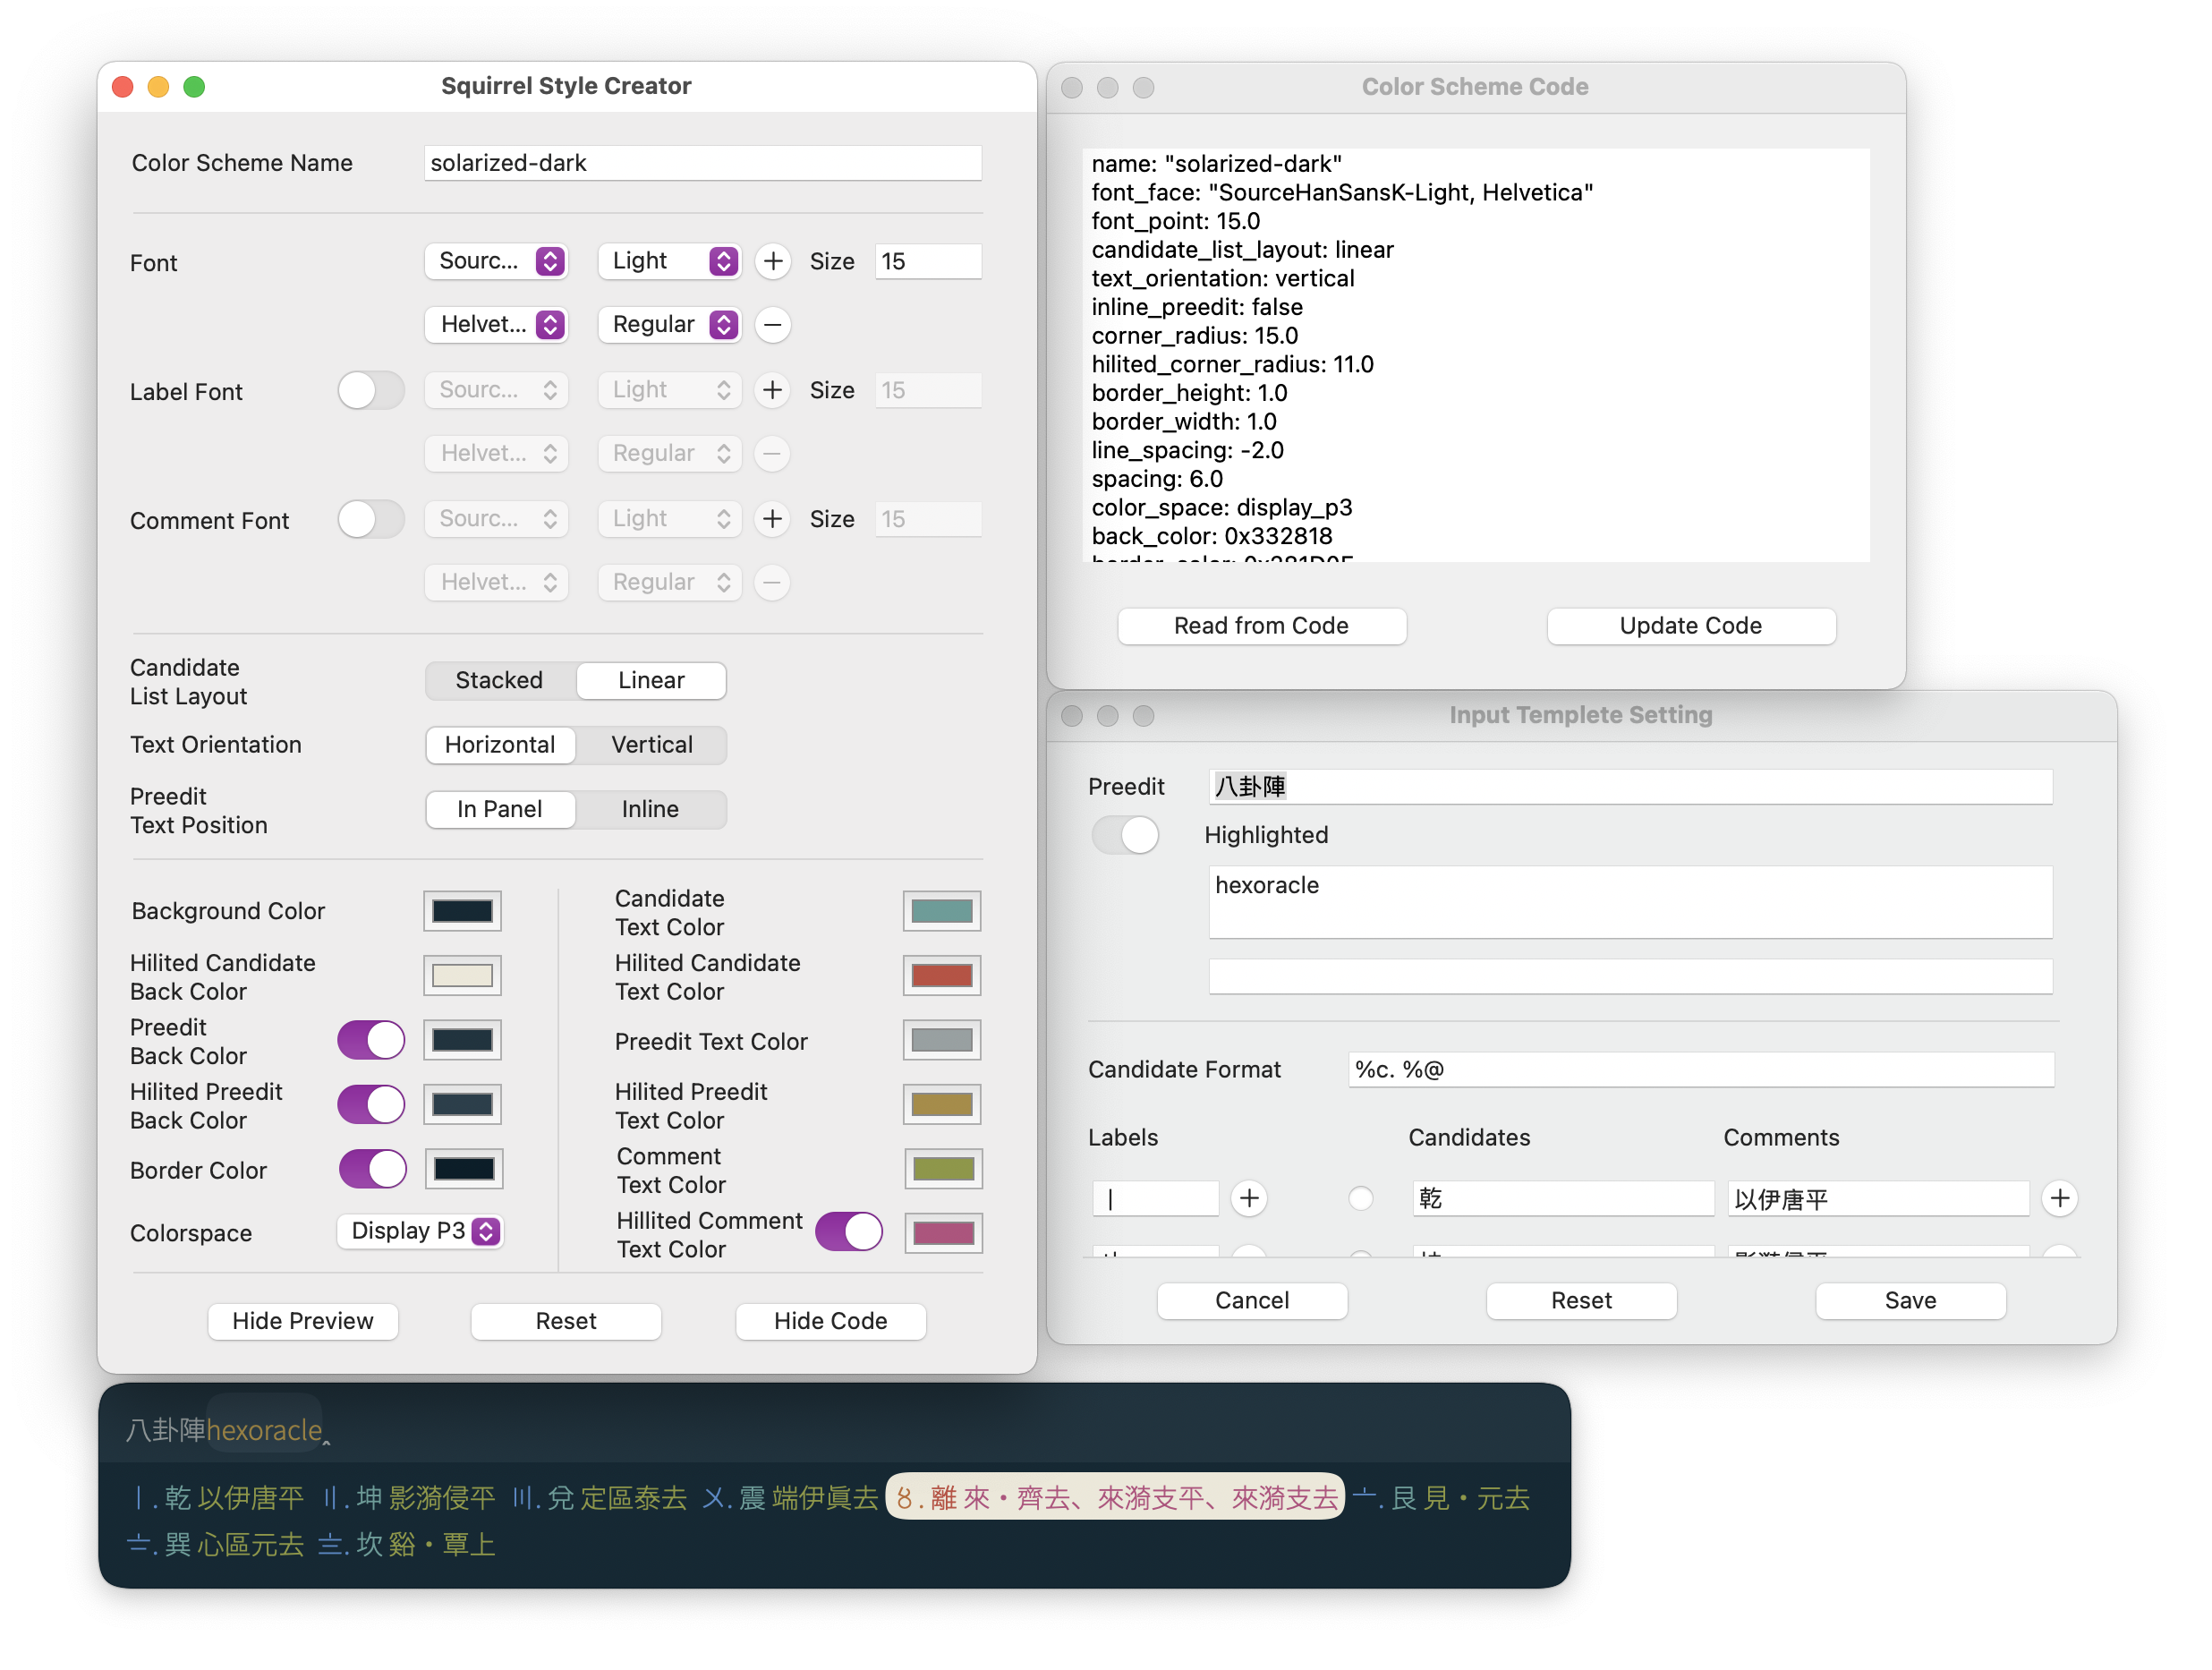 Squirrel Style Creator
Color Scheme Name
solarized-dark
Font
Sourc...
Light
Size
15
Helvet...
Regular
Label Font
Sourc...
Light
Size
15
Helvet...
Regular
Comment Font
Sourc...
Light
Size
15
Helvet...
Regular
Candidate
List Layout
Stacked
Linear
Text Orientation
Horizontal
Vertical
Preedit
Text Position
In Panel
Inline
Background Color
Hilited Candidate
Back Color
Preedit
Back Color
Hilited Preedit
Back Color
Border Color
Colorspace
Display P3
Candidate
Text Color
Hilited Candidate
Text Color
Preedit Text Color
Hilited Preedit
Text Color
Comment
Text Color
Hillited Comment
Text Color
Hide Preview
Reset
Hide Code
Color Scheme Code
name: "solarized-dark"
font_face: "SourceHanSansK-Light, Helvetica"
font_point: 15.0
candidate_list_layout: linear
text_orientation: vertical
inline_preedit: false
corner_radius: 15.0
hilited_corner_radius: 11.0
border_height: 1.0
border_width: 1.0
line_spacing: -2.0
spacing: 6.0
color_space: display_p3
back_color: 0x332818
Read from Code
Update Code
Input Templete Setting
Preedit
八卦陣
Highlighted
hexoracle
Candidate Format
%c. %@
Labels
Candidates
Comments
〡
乾
以伊唐平
Cancel
Reset
Save
八卦陣hexoracle‸
〡. 乾 以伊唐平 〢. 坤 影漪侵平 〣. 兌 定區泰去 〤. 震 端伊眞去 〥. 離 來・齊去、來漪支平、來漪支去 〦. 艮 見・元去
〧. 巽 心區元去 〨. 坎 谿・覃上